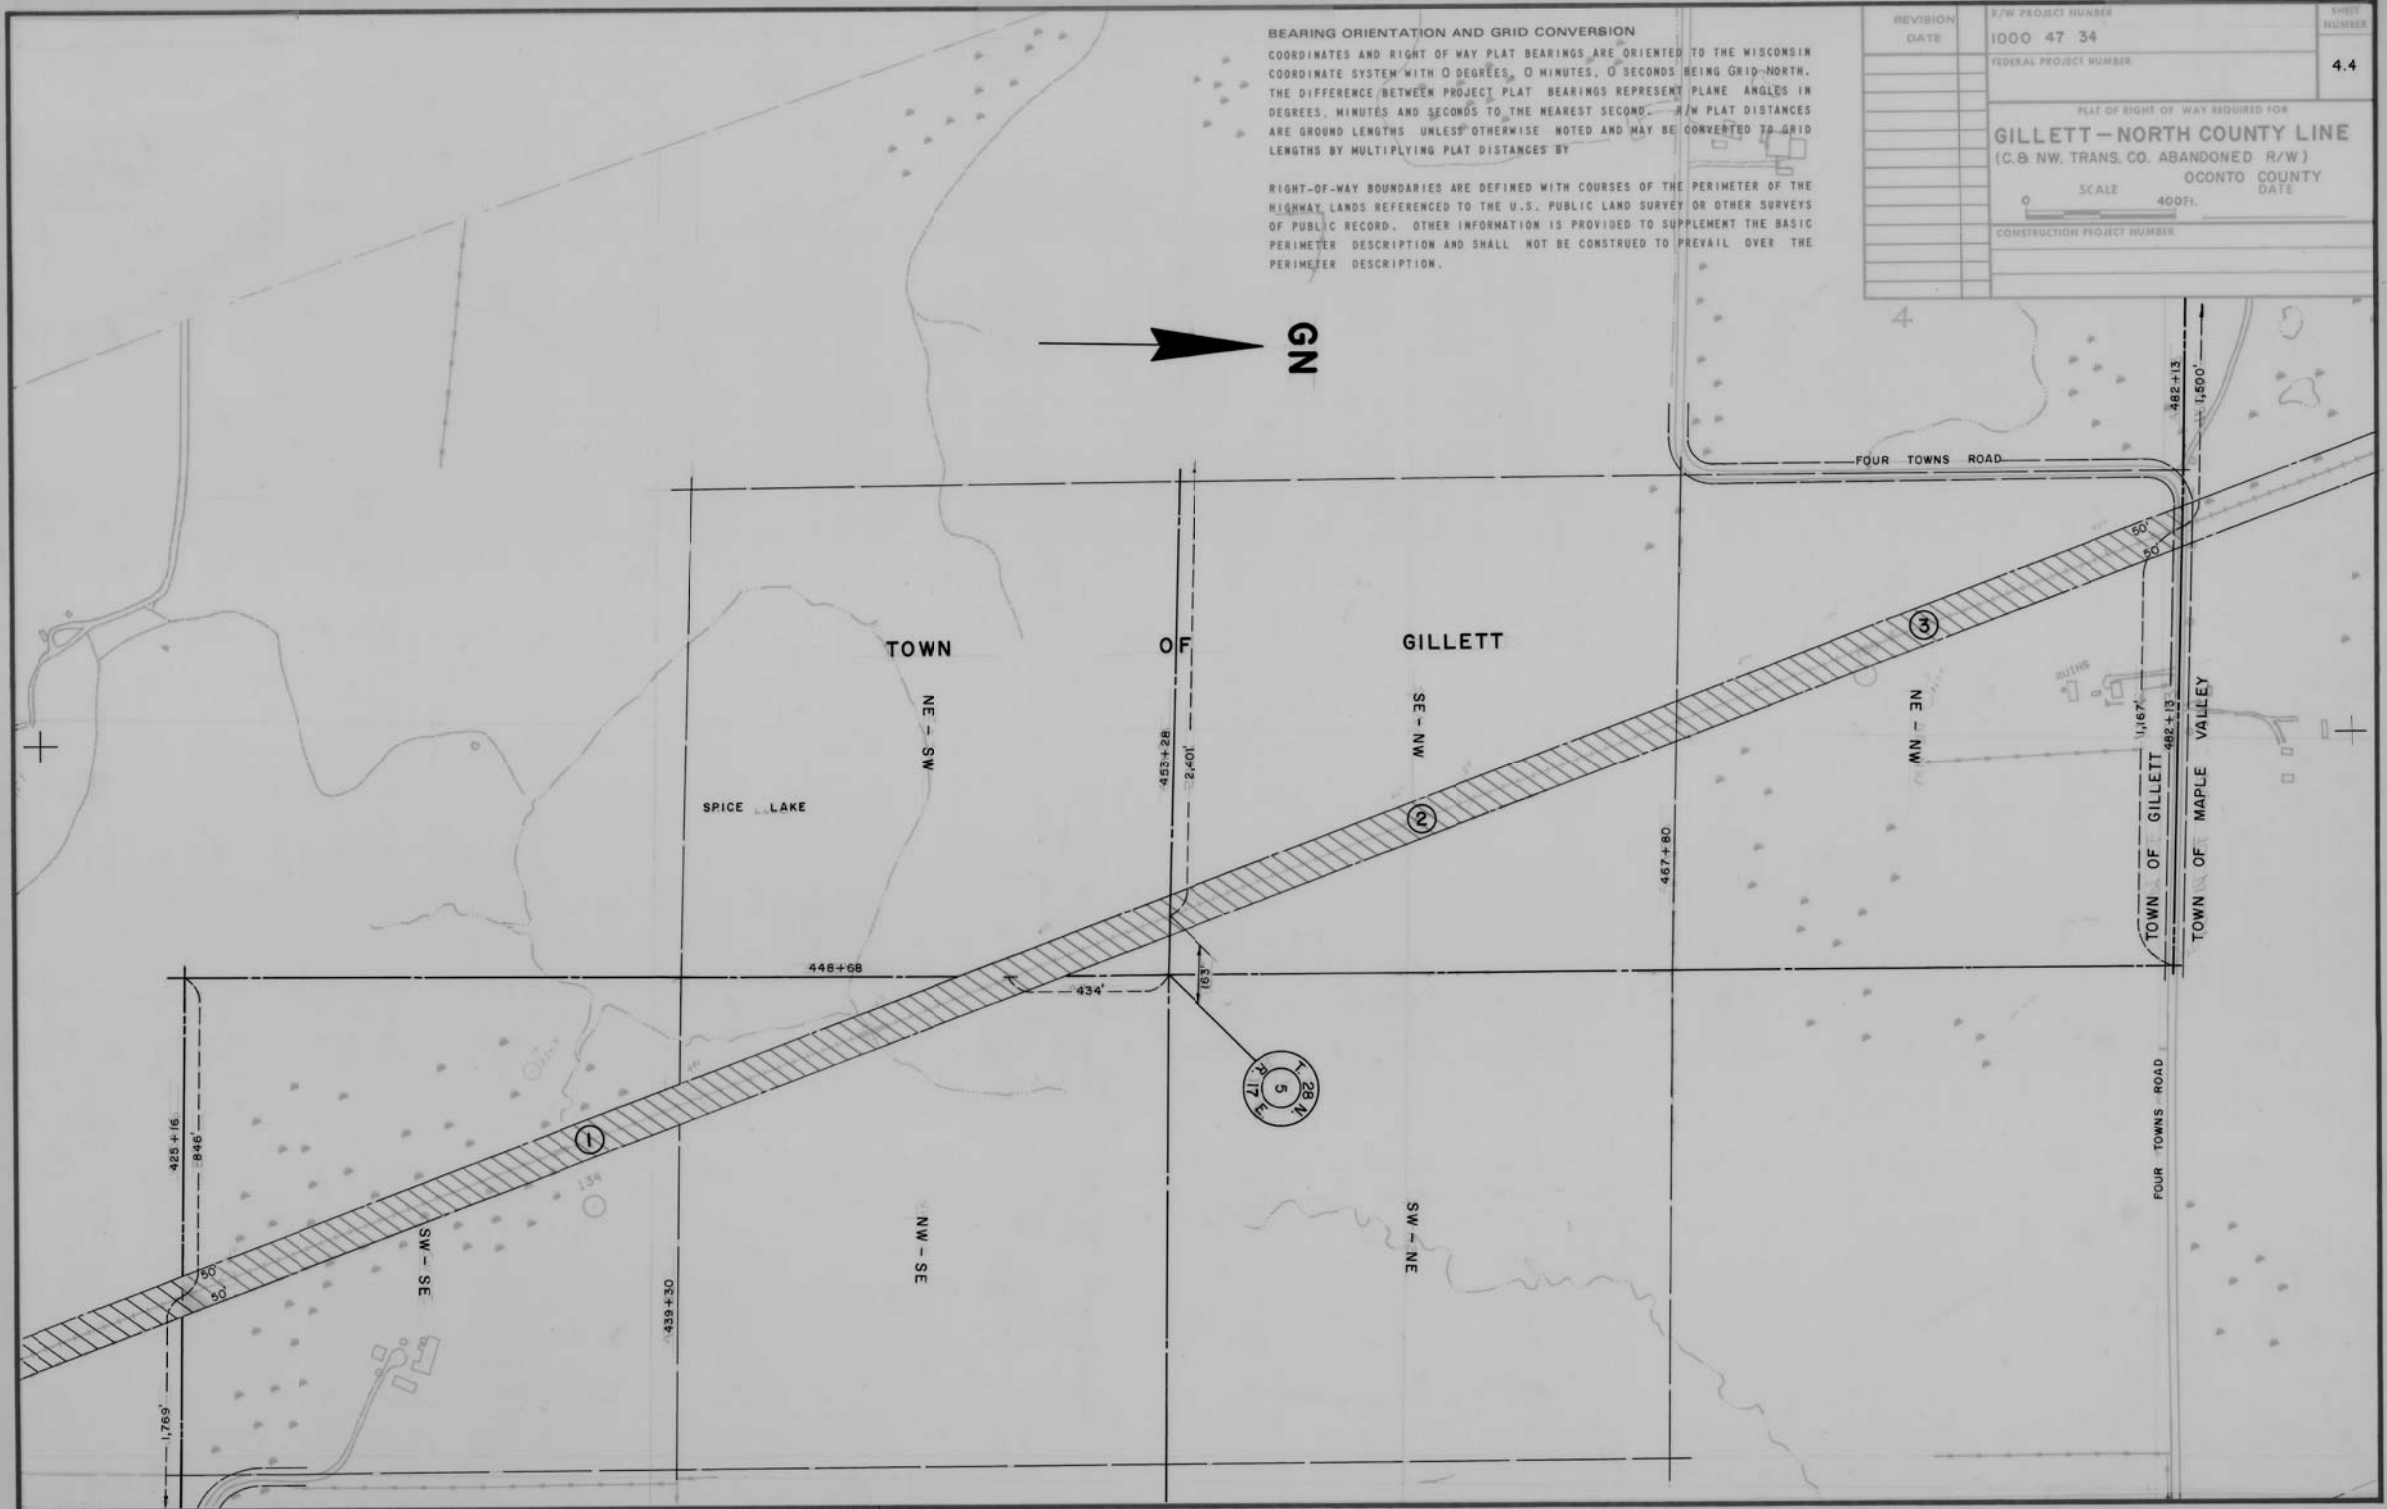 BEARING ORIENTATION AND GRID CONVERSION
COORDINATES AND RIGHT OF WAY PLAT BEARINGS ARE ORIENTED TO THE WISCONSIN
COORDINATE SYSTEM WITH 0 DEGREES, 0 MINUTES, 0 SECONDS BEING GRID NORTH.
THE DIFFERENCE BETWEEN PROJECT PLAT BEARINGS REPRESENT PLANE ANGLES IN
DEGREES, MINUTES AND SECONDS TO THE NEAREST SECOND. R/W PLAT DISTANCES
ARE GROUND LENGTHS UNLESS OTHERWISE NOTED AND MAY BE CONVERTED TO GRID
LENGTHS BY MULTIPLYING PLAT DISTANCES BY
RIGHT-OF-WAY BOUNDARIES ARE DEFINED WITH COURSES OF THE PERIMETER OF THE
HIGHWAY LANDS REFERENCED TO THE U.S. PUBLIC LAND SURVEY OR OTHER SURVEYS
OF PUBLIC RECORD. OTHER INFORMATION IS PROVIDED TO SUPPLEMENT THE BASIC
PERIMETER DESCRIPTION AND SHALL NOT BE CONSTRUED TO PREVAIL OVER THE
PERIMETER DESCRIPTION.
REVISION
DATE
R/W PROJECT NUMBER
1000 47 34
SHEET
NUMBER
4.4
FEDERAL PROJECT NUMBER
PLAT OF RIGHT OF WAY REQUIRED FOR
GILLETT-NORTH COUNTY LINE
(C.& NW. TRANS. CO. ABANDONED R/W)
OCONTO COUNTY
SCALE
DATE
0 400Ft.
CONSTRUCTION PROJECT NUMBER
4
GN
482+13
1,500'
FOUR TOWNS ROAD
50'
50'
3
TOWN OF GILLETT
NE - SW
SE - NW
NE - NW
1,167'
482+13
TOWN OF GILLETT
TOWN OF MAPLE VALLEY
453+28
2,401'
SPICE LAKE
2
467+80
448+68
434'
163'
T. 28 N.
R. 17 E.
5
425+16
846'
1
134
FOUR TOWNS ROAD
SW - SE
NW - SE
SW - NE
50'
50'
439+30
1,769'